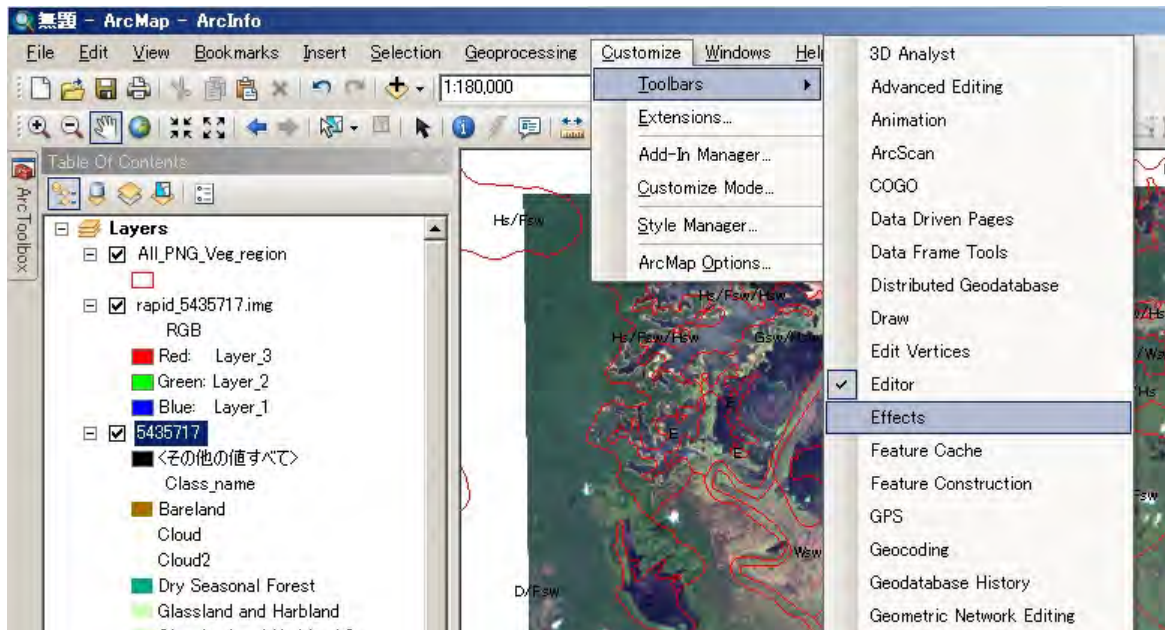 無題 - ArcMap - ArcInfo
File Edit View Bookmarks Insert Selection Geoprocessing Customize Windows
1:180,000
Table Of Contents
ArcToolbox
Layers
All_PNG_Veg_region
rapid_5435717.img
RGB
Red: Layer_3
Green: Layer_2
Blue: Layer_1
5435717
<その他の値すべて>
Class_name
Bareland
Cloud
Cloud2
Dry Seasonal Forest
Glassland and Harbland
Toolbars
Extensions...
Add-In Manager...
Customize Mode...
Style Manager...
ArcMap Options...
3D Analyst
Advanced Editing
Animation
ArcScan
COGO
Data Driven Pages
Data Frame Tools
Distributed Geodatabase
Draw
Edit Vertices
Editor
Effects
Feature Cache
Feature Construction
GPS
Geocoding
Geodatabase History
Geometric Network Editing
Hs/Fsw
Hs/Fsw/Hsw
Hs/Fsw/Hsw
E
E
E
Wsw
D/Fsw
Hs